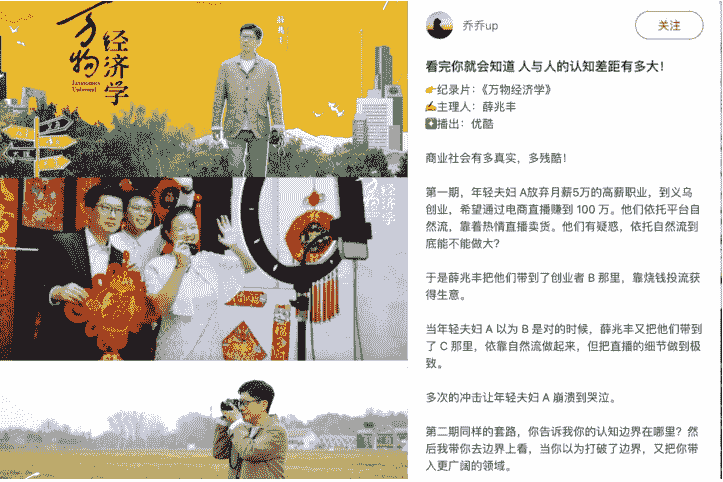 万物
经济学
薛兆丰
万物
经济学
乔乔up
关注
看完你就会知道 人与人的认知差距有多大！
👉纪录片：《万物经济学》
✍主理人：薛兆丰
播出：优酷
商业社会有多真实，多残酷！
第一期，年轻夫妇 A放弃月薪5万的高薪职业，到义乌
创业，希望通过电商直播赚到 100 万。他们依托平台自
然流，靠着热情直播卖货。他们有疑惑，依托自然流到
底能不能做大？
于是薛兆丰把他们带到了创业者 B 那里，靠烧钱投流获
得生意。
当年轻夫妇 A 以为 B 是对的时候，薛兆丰又把他们带到
了 C 那里，依靠自然流做起来，但把直播的细节做到极
致。
多次的冲击让年轻夫妇 A 崩溃到哭泣。
第二期同样的套路，你告诉我你的认知边界在哪里？然
后我带你去边界上看，当你以为打破了边界，又把你带
入更广阔的领域。